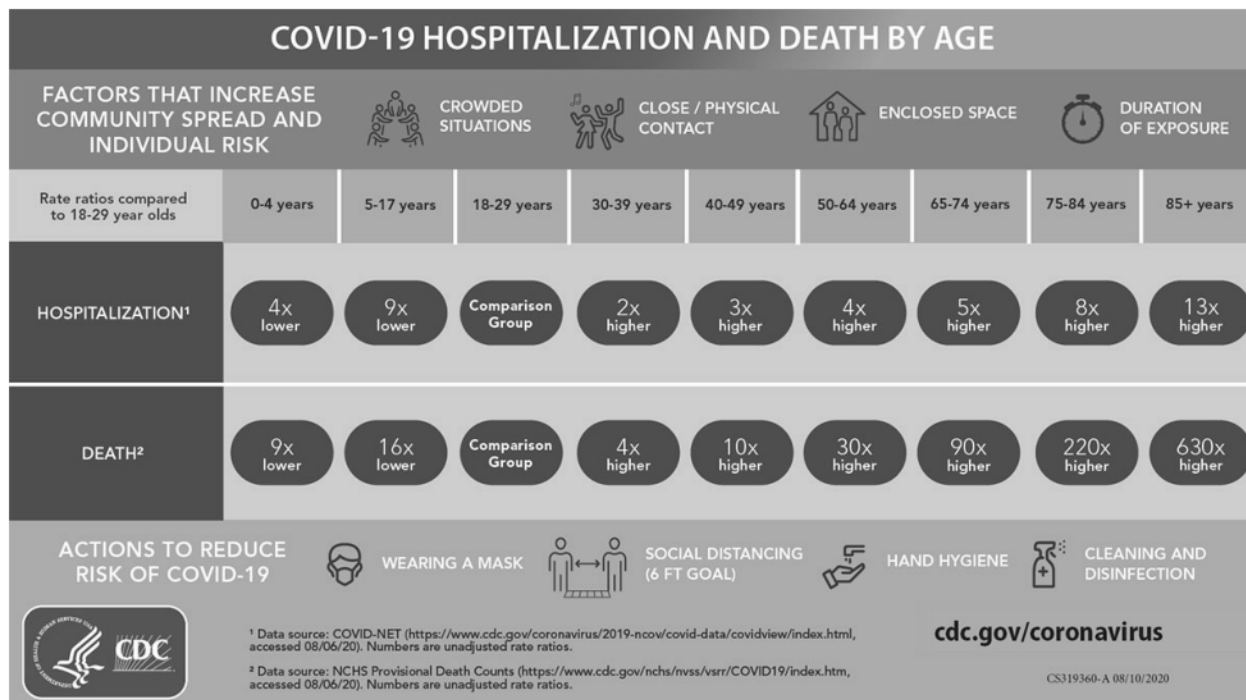 COVID-19 HOSPITALIZATION AND DEATH BY AGE
FACTORS THAT INCREASE
COMMUNITY SPREAD AND
INDIVIDUAL RISK
CROWDED
SITUATIONS
CLOSE / PHYSICAL
CONTACT
ENCLOSED SPACE
DURATION
OF EXPOSURE
Rate ratios compared
to 18-29 year olds
0-4 years
5-17 years
18-29 years
30-39 years
40-49 years
50-64 years
65-74 years
75-84 years
85+ years
HOSPITALIZATION¹
4x
lower
9x
lower
Comparison
Group
2x
higher
3x
higher
4x
higher
5x
higher
8x
higher
13x
higher
DEATH²
9x
lower
16x
lower
Comparison
Group
4x
higher
10x
higher
30x
higher
90x
higher
220x
higher
630x
higher
ACTIONS TO REDUCE
RISK OF COVID-19
WEARING A MASK
SOCIAL DISTANCING
(6 FT GOAL)
HAND HYGIENE
CLEANING AND
DISINFECTION
CDC
¹ Data source: COVID-NET (https://www.cdc.gov/coronavirus/2019-ncov/covid-data/covidview/index.html,
accessed 08/06/20). Numbers are unadjusted rate ratios.
² Data source: NCHS Provisional Death Counts (https://www.cdc.gov/nchs/nvss/vsrr/COVID19/index.htm,
accessed 08/06/20). Numbers are unadjusted rate ratios.
cdc.gov/coronavirus
CS319360-A 08/10/2020